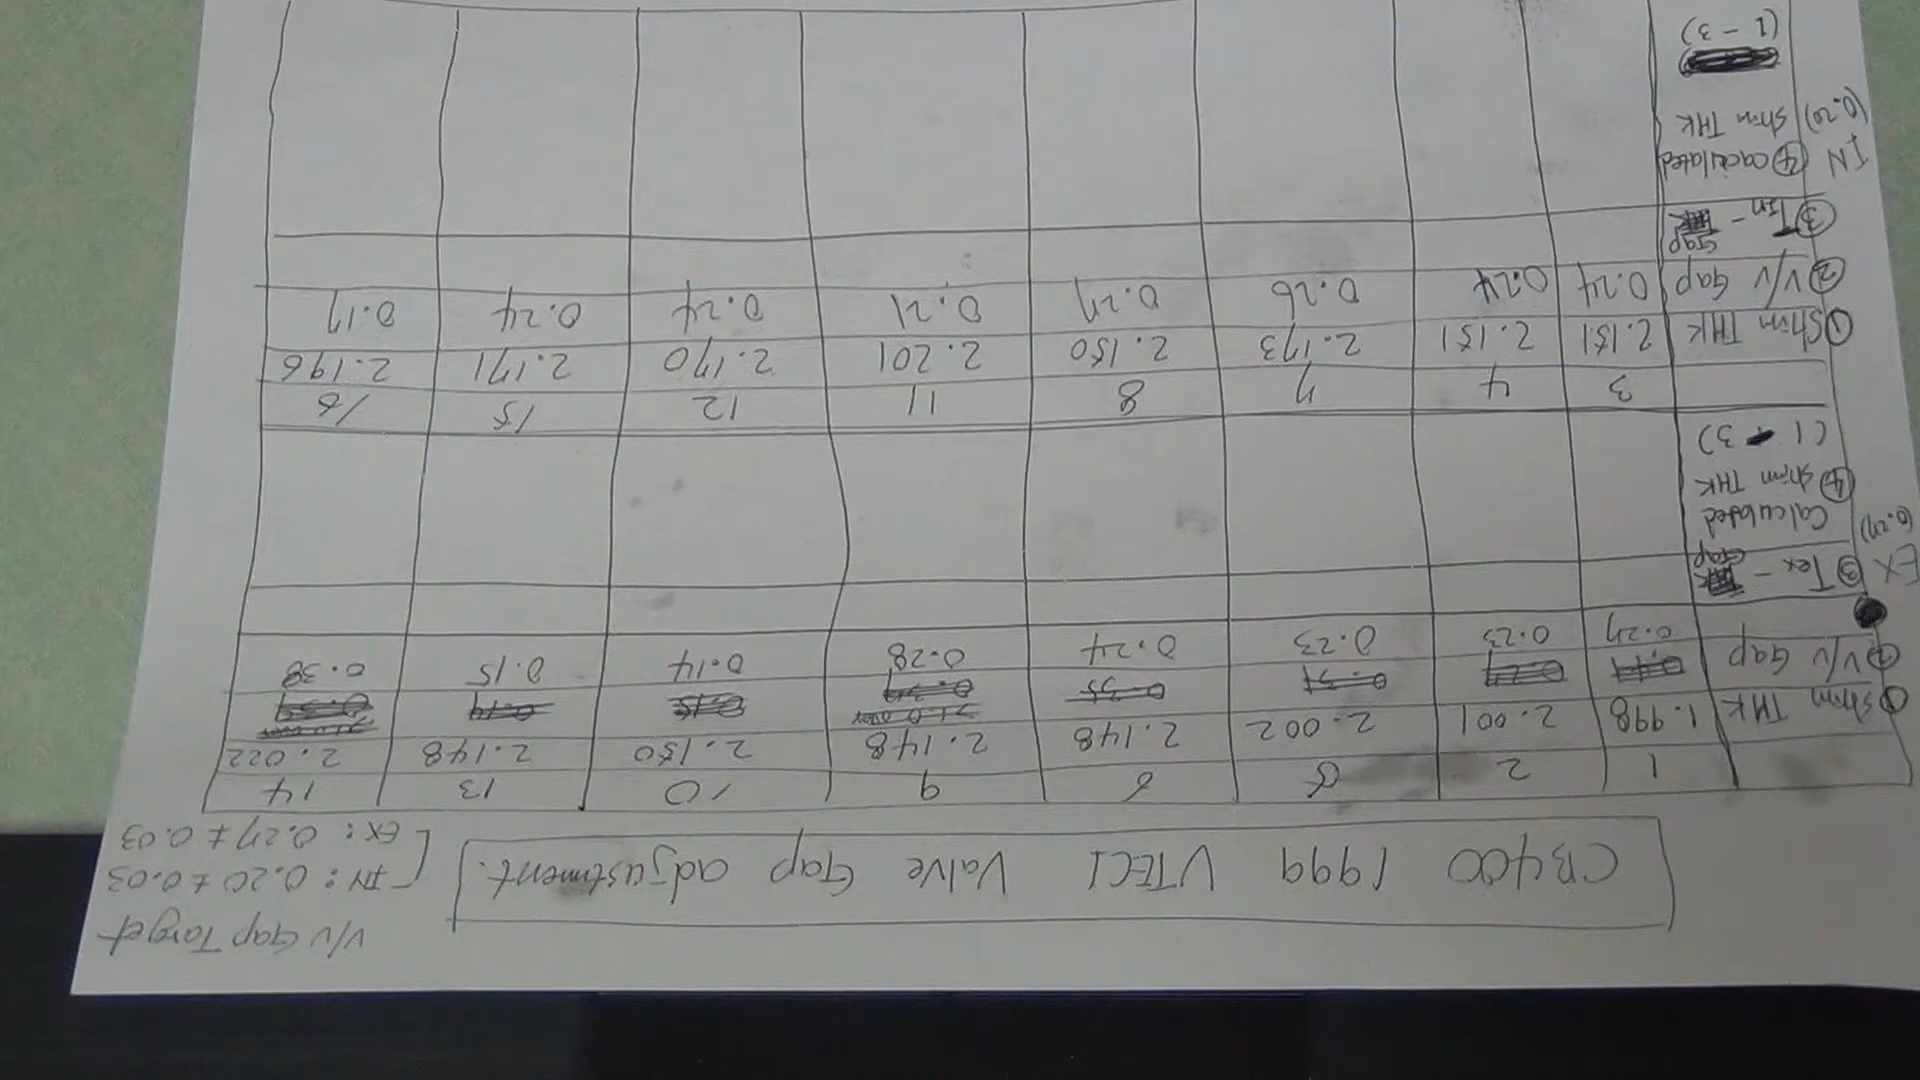 V/V Gap Target
CB400 1999 VTEC1 Valve Gap adjustment.
IN : 0.20 ± 0.03
EX : 0.27 ± 0.03
1 2 5 6 9 10 13 14
① Shim THK 1.998 2.001 2.002 2.148 2.148 2.150 2.148 2.022
② V/V Gap 0.27 0.23 0.23 0.24 0.28 0.14 0.15 0.38
EX ③ Tex - Gap
(0.27) Calculated
④ Shim THK
(1 + 3)
3 4 7 8 11 12 15 16
① Shim THK 2.151 2.151 2.173 2.150 2.201 2.170 2.171 2.196
② V/V Gap 0.24 0.24 0.26 0.27 0.21 0.24 0.24 0.17
③ Tin - Gap
IN ④ cacculated
(0.20) Shim THK
(1 - 3)